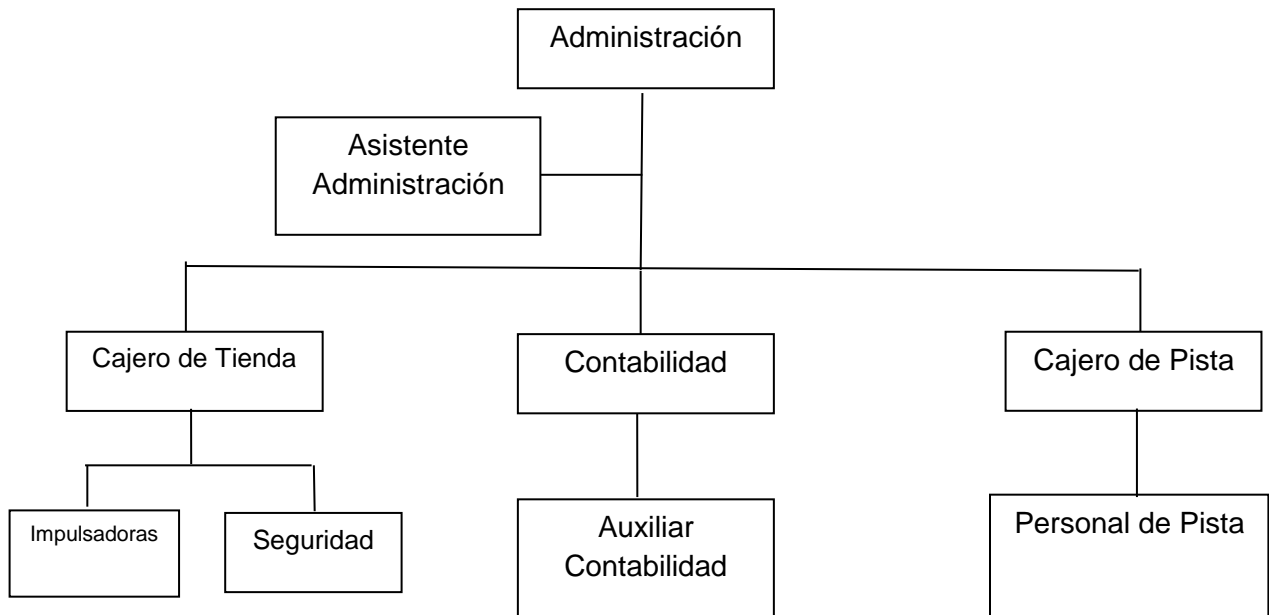 Administración
Asistente
Administración
Cajero de Tienda
Contabilidad
Cajero de Pista
Impulsadoras
Seguridad
Auxiliar
Contabilidad
Personal de Pista